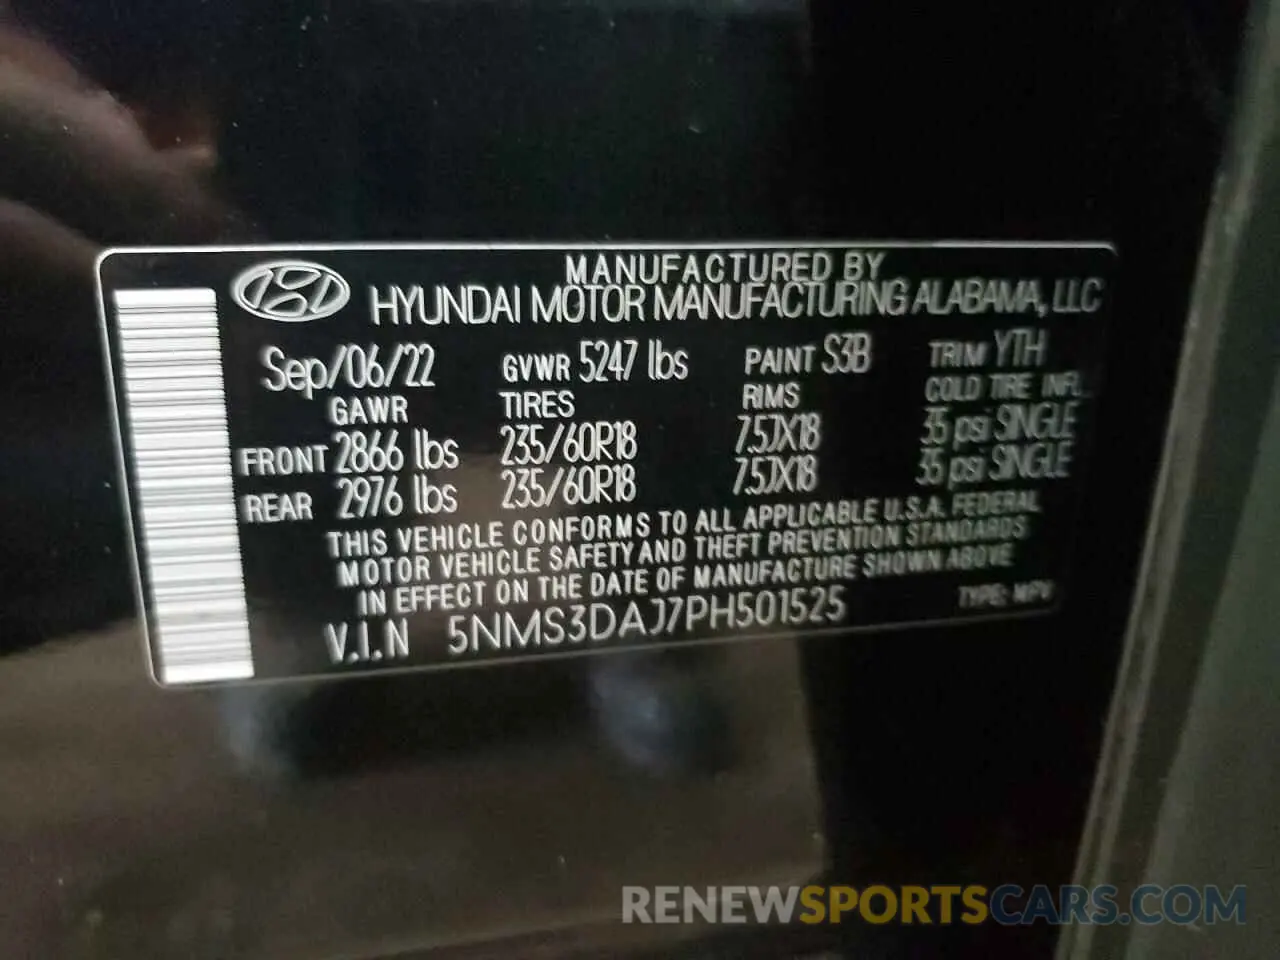 MANUFACTURED BY
HYUNDAI MOTOR MANUFACTURING ALABAMA, LLC
Sep/06/22 GVWR 5247 lbs PAINT S3B TRIM YTH
GAWR TIRES RIMS COLD TIRE INFL.
FRONT 2866 lbs 235/60R18 7.5JX18 35 psi SINGLE
REAR 2976 lbs 235/60R18 7.5JX18 35 psi SINGLE
THIS VEHICLE CONFORMS TO ALL APPLICABLE U.S.A. FEDERAL
MOTOR VEHICLE SAFETY AND THEFT PREVENTION STANDARDS
IN EFFECT ON THE DATE OF MANUFACTURE SHOWN ABOVE
V.I.N 5NMS3DAJ7PH501525 TYPE: MPV
RENEWSPORTSCARS.COM